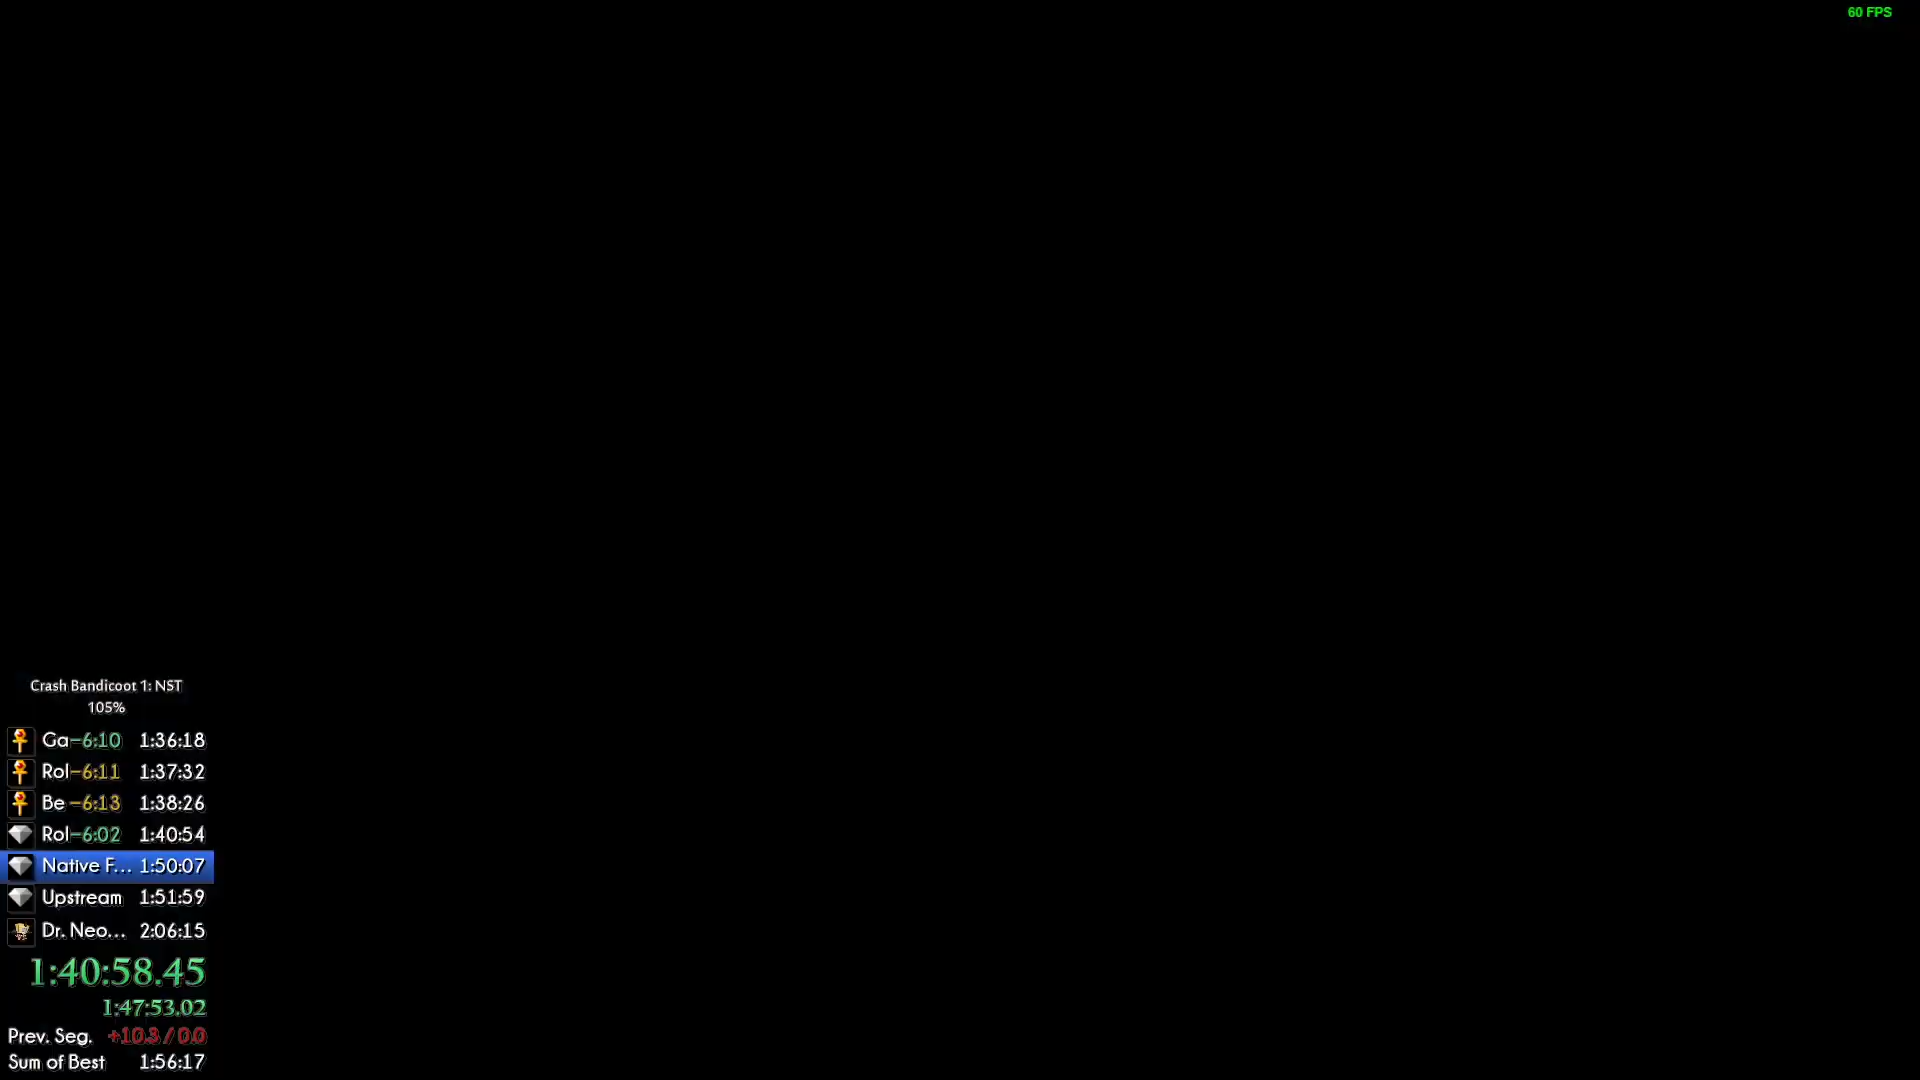 60 FPS
Crash Bandicoot 1: NST
105%
Ga -6:10 1:36:18
Rol -6:11 1:37:32
Be -6:13 1:38:26
Rol -6:02 1:40:54
Native F... 1:50:07
Upstream 1:51:59
Dr. Neo... 2:06:15
1:40:58.45
1:47:53.02
Prev. Seg. +10.3 / 0.0
Sum of Best 1:56:17